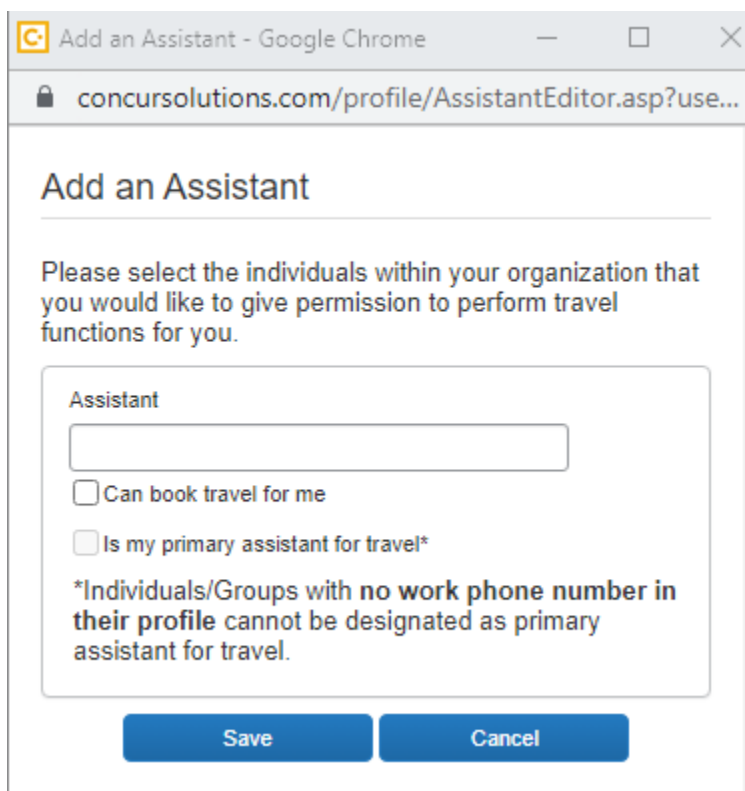 Add an Assistant - Google Chrome
concursolutions.com/profile/AssistantEditor.asp?use...
Add an Assistant
Please select the individuals within your organization that
you would like to give permission to perform travel
functions for you.
Assistant
Can book travel for me
Is my primary assistant for travel*
*Individuals/Groups with no work phone number in
their profile cannot be designated as primary
assistant for travel.
Save Cancel